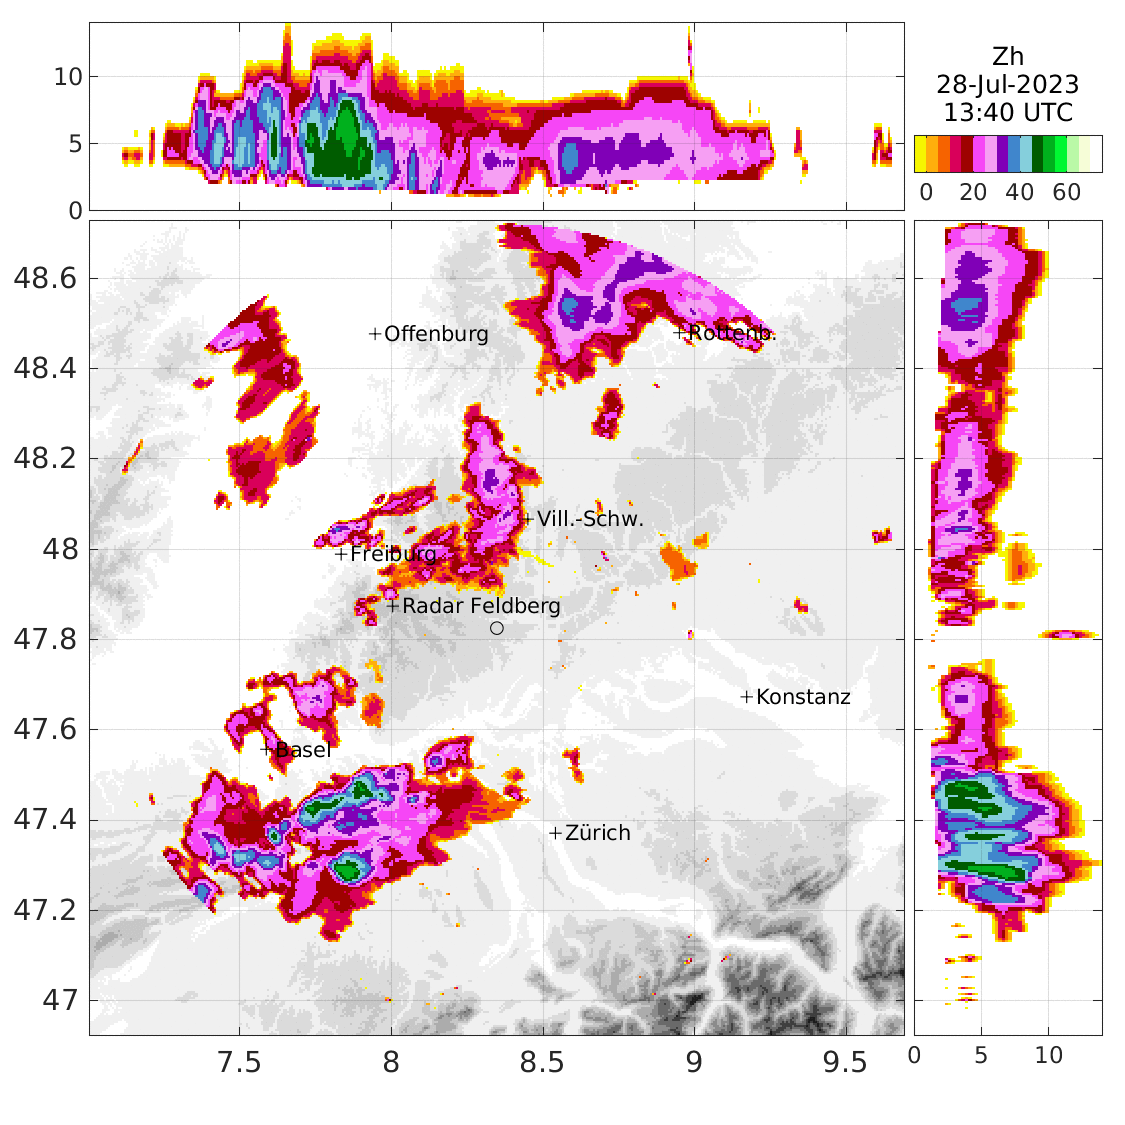 10
5
0
Zh
28-Jul-2023
13:40 UTC
0 20 40 60
48.6
48.4
48.2
48
47.8
47.6
47.4
47.2
47
+Offenburg
+Rottenb.
+Vill.-Schw.
+Freiburg
+Radar Feldberg
+Konstanz
+Basel
+Zürich
7.5 8 8.5 9 9.5
0 5 10